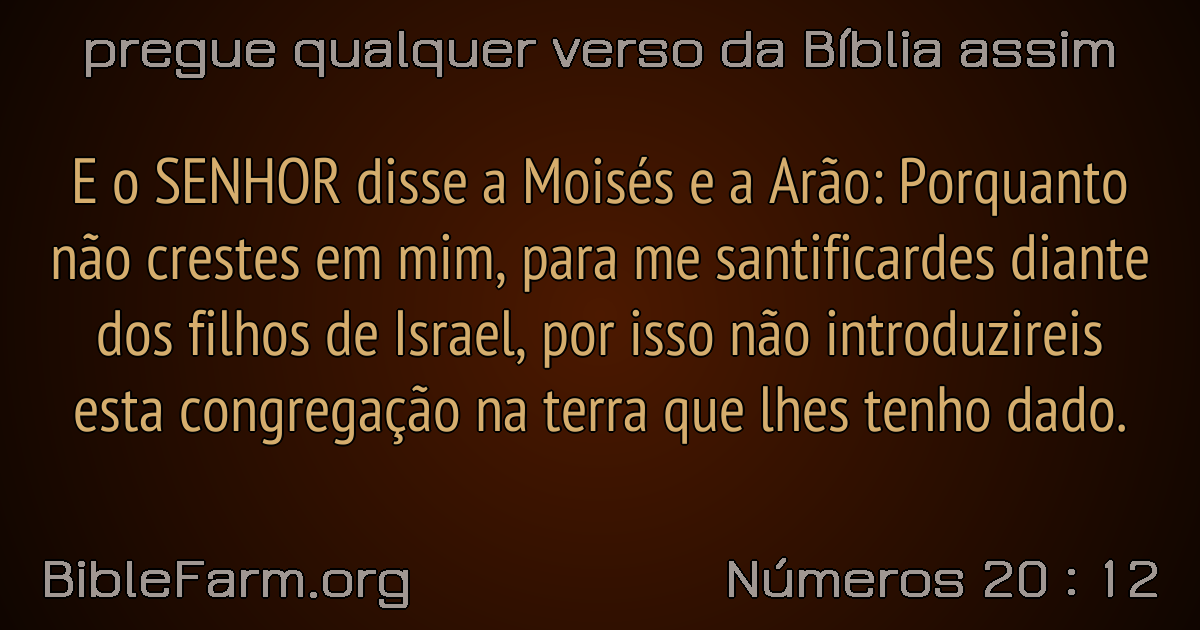 pregue qualquer verso da Bíblia assim
E o SENHOR disse a Moisés e a Arão: Porquanto
não crestes em mim, para me santificardes diante
dos filhos de Israel, por isso não introduzireis
esta congregação na terra que lhes tenho dado.
BibleFarm.org
Números 20 : 12